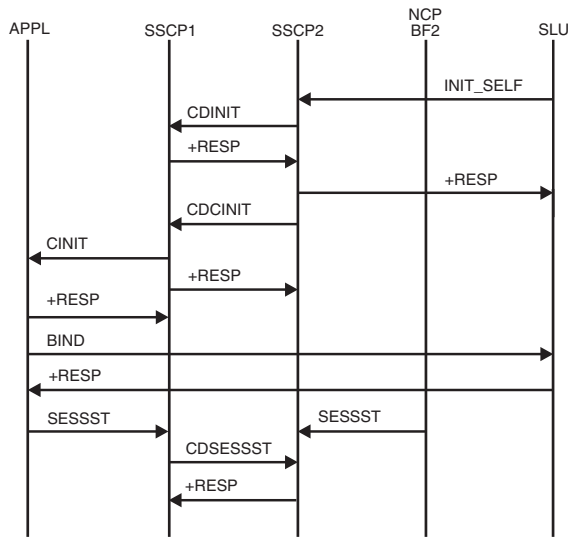 APPL
SSCP1
SSCP2
NCP
BF2
SLU
INIT_SELF
CDINIT
+RESP
+RESP
CDCINIT
CINIT
+RESP
+RESP
BIND
+RESP
SESSST
SESSST
CDSESSST
+RESP